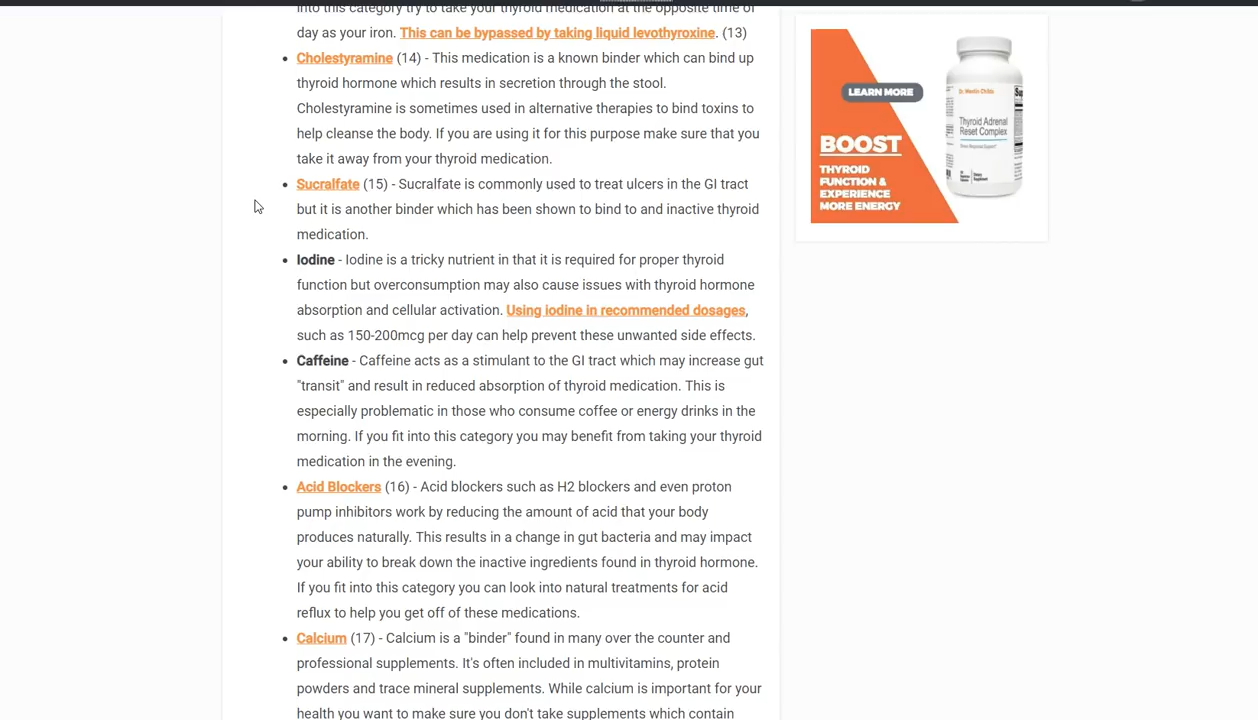 into this category try to take your thyroid medication at the opposite time of
day as your iron. This can be bypassed by taking liquid levothyroxine. (13)
Cholestyramine (14) - This medication is a known binder which can bind up
thyroid hormone which results in secretion through the stool.
Cholestyramine is sometimes used in alternative therapies to bind toxins to
help cleanse the body. If you are using it for this purpose make sure that you
take it away from your thyroid medication.
Sucralfate (15) - Sucralfate is commonly used to treat ulcers in the GI tract
but it is another binder which has been shown to bind to and inactive thyroid
medication.
Iodine - Iodine is a tricky nutrient in that it is required for proper thyroid
function but overconsumption may also cause issues with thyroid hormone
absorption and cellular activation. Using iodine in recommended dosages,
such as 150-200mcg per day can help prevent these unwanted side effects.
Caffeine - Caffeine acts as a stimulant to the GI tract which may increase gut
"transit" and result in reduced absorption of thyroid medication. This is
especially problematic in those who consume coffee or energy drinks in the
morning. If you fit into this category you may benefit from taking your thyroid
medication in the evening.
Acid Blockers (16) - Acid blockers such as H2 blockers and even proton
pump inhibitors work by reducing the amount of acid that your body
produces naturally. This results in a change in gut bacteria and may impact
your ability to break down the inactive ingredients found in thyroid hormone.
If you fit into this category you can look into natural treatments for acid
reflux to help you get off of these medications.
Calcium (17) - Calcium is a "binder" found in many over the counter and
professional supplements. It's often included in multivitamins, protein
powders and trace mineral supplements. While calcium is important for your
health you want to make sure you don't take supplements which contain
LEARN MORE
BOOST
THYROID
FUNCTION &
EXPERIENCE
MORE ENERGY
Thyroid Adrenal
Reset Complex